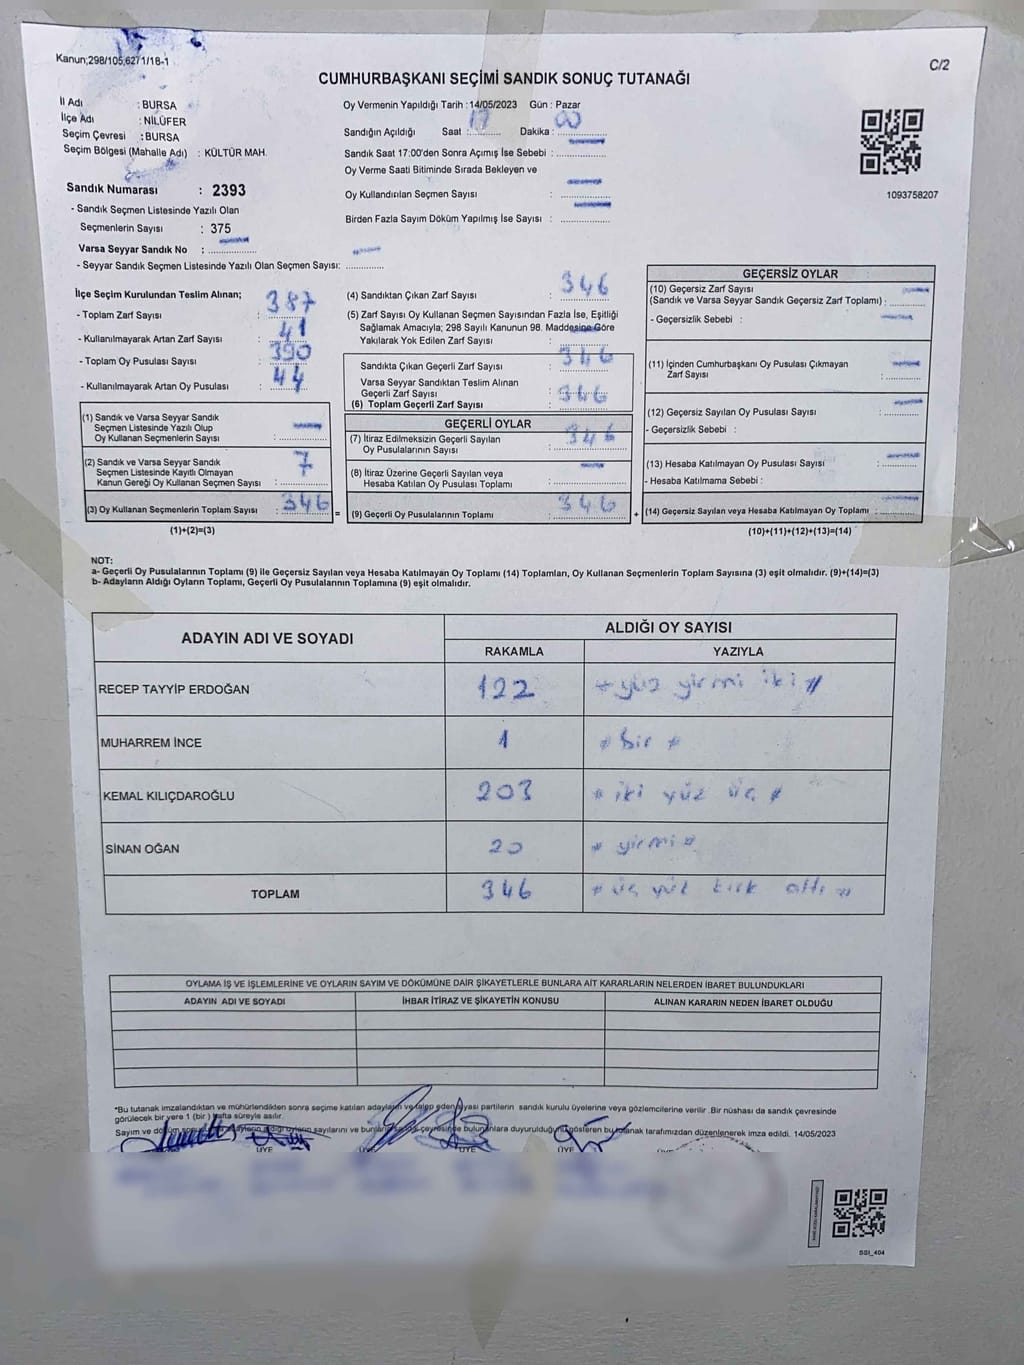 Kanun;298/105,6271/18-1
C/2
CUMHURBAŞKANI SEÇİMİ SANDIK SONUÇ TUTANAĞI
İl Adı : BURSA
İlçe Adı : NİLÜFER
Seçim Çevresi : BURSA
Seçim Bölgesi (Mahalle Adı) : KÜLTÜR MAH.
Sandık Numarası : 2393
- Sandık Seçmen Listesinde Yazılı Olan
Seçmenlerin Sayısı : 375
Varsa Seyyar Sandık No :
- Seyyar Sandık Seçmen Listesinde Yazılı Olan Seçmen Sayısı:
Oy Vermenin Yapıldığı Tarih :14/05/2023 Gün : Pazar
Sandığın Açıldığı Saat : 17 Dakika : 00
Sandık Saat 17:00'den Sonra Açımış İse Sebebi :
Oy Verme Saati Bitiminde Sırada Bekleyen ve
Oy Kullandırılan Seçmen Sayısı :
Birden Fazla Sayım Döküm Yapılmış İse Sayısı :
1093758207
İlçe Seçim Kurulundan Teslim Alınan;
- Toplam Zarf Sayısı : 387
- Kullanılmayarak Artan Zarf Sayısı : 41
- Toplam Oy Pusulası Sayısı : 390
- Kullanılmayarak Artan Oy Pusulası : 44
(1) Sandık ve Varsa Seyyar Sandık
Seçmen Listesinde Yazılı Olup
Oy Kullanan Seçmenlerin Sayısı :
(2) Sandık ve Varsa Seyyar Sandık
Seçmen Listesinde Kayıtlı Olmayan
Kanun Gereği Oy Kullanan Seçmen Sayısı : 7
(3) Oy Kullanan Seçmenlerin Toplam Sayısı : 346
(1)+(2)=(3)
(4) Sandıktan Çıkan Zarf Sayısı : 346
(5) Zarf Sayısı Oy Kullanan Seçmen Sayısından Fazla İse, Eşitliği
Sağlamak Amacıyla; 298 Sayılı Kanunun 98. Maddesine Göre
Yakılarak Yok Edilen Zarf Sayısı :
Sandıkta Çıkan Geçerli Zarf Sayısı : 346
Varsa Seyyar Sandıktan Teslim Alınan
Geçerli Zarf Sayısı :
(6) Toplam Geçerli Zarf Sayısı : 346
GEÇERLİ OYLAR
(7) İtiraz Edilmeksizin Geçerli Sayılan
Oy Pusulalarının Sayısı : 346
(8) İtiraz Üzerine Geçerli Sayılan veya
Hesaba Katılan Oy Pusulası Toplamı :
(9) Geçerli Oy Pusulalarının Toplamı : 346
GEÇERSİZ OYLAR
(10) Geçersiz Zarf Sayısı
(Sandık ve Varsa Seyyar Sandık Geçersiz Zarf Toplamı) :
- Geçersizlik Sebebi :
(11) İçinden Cumhurbaşkanı Oy Pusulası Çıkmayan
Zarf Sayısı :
(12) Geçersiz Sayılan Oy Pusulası Sayısı :
- Geçersizlik Sebebi :
(13) Hesaba Katılmayan Oy Pusulası Sayısı :
- Hesaba Katılmama Sebebi :
(14) Geçersiz Sayılan veya Hesaba Katılmayan Oy Toplamı :
(10)+(11)+(12)+(13)=(14)
NOT:
a- Geçerli Oy Pusulalarının Toplamı (9) ile Geçersiz Sayılan veya Hesaba Katılmayan Oy Toplamı (14) Toplamları, Oy Kullanan Seçmenlerin Toplam Sayısına (3) eşit olmalıdır. (9)+(14)=(3)
b- Adayların Aldığı Oyların Toplamı, Geçerli Oy Pusulalarının Toplamına (9) eşit olmalıdır.
ADAYIN ADI VE SOYADI ALDIĞI OY SAYISI
RAKAMLA YAZIYLA
RECEP TAYYİP ERDOĞAN 122 yüz yirmi iki
MUHARREM İNCE 1 bir
KEMAL KILIÇDAROĞLU 203 iki yüz üç
SİNAN OĞAN 20 yirmi
TOPLAM 346 üç yüz kırk altı
OYLAMA İŞ VE İŞLEMLERİNE VE OYLARIN SAYIM VE DÖKÜMÜNE DAİR ŞİKAYETLERLE BUNLARA AİT KARARLARIN NELERDEN İBARET BULUNDUKLARI
ADAYIN ADI VE SOYADI İHBAR İTİRAZ VE ŞİKAYETİN KONUSU ALINAN KARARIN NEDEN İBARET OLDUĞU
*Bu tutanak imzalandıktan ve mühürlendikten sonra seçime katılan adayların ve talep eden siyasi partilerin sandık kurulu üyelerine veya gözlemcilerine verilir. Bir nüshası da sandık çevresinde
görülecek bir yere 1 (bir) hafta süreyle asılır.
Sayım ve döküm adayların aldığı oyların sayılarını ve bunların çevresinde bulunanlara duyurulduğunu gösteren bu tutanak tarafımızdan düzenlenerek imza edildi. 14/05/2023
ÜYE ÜYE ÜYE ÜYE
SSI_404